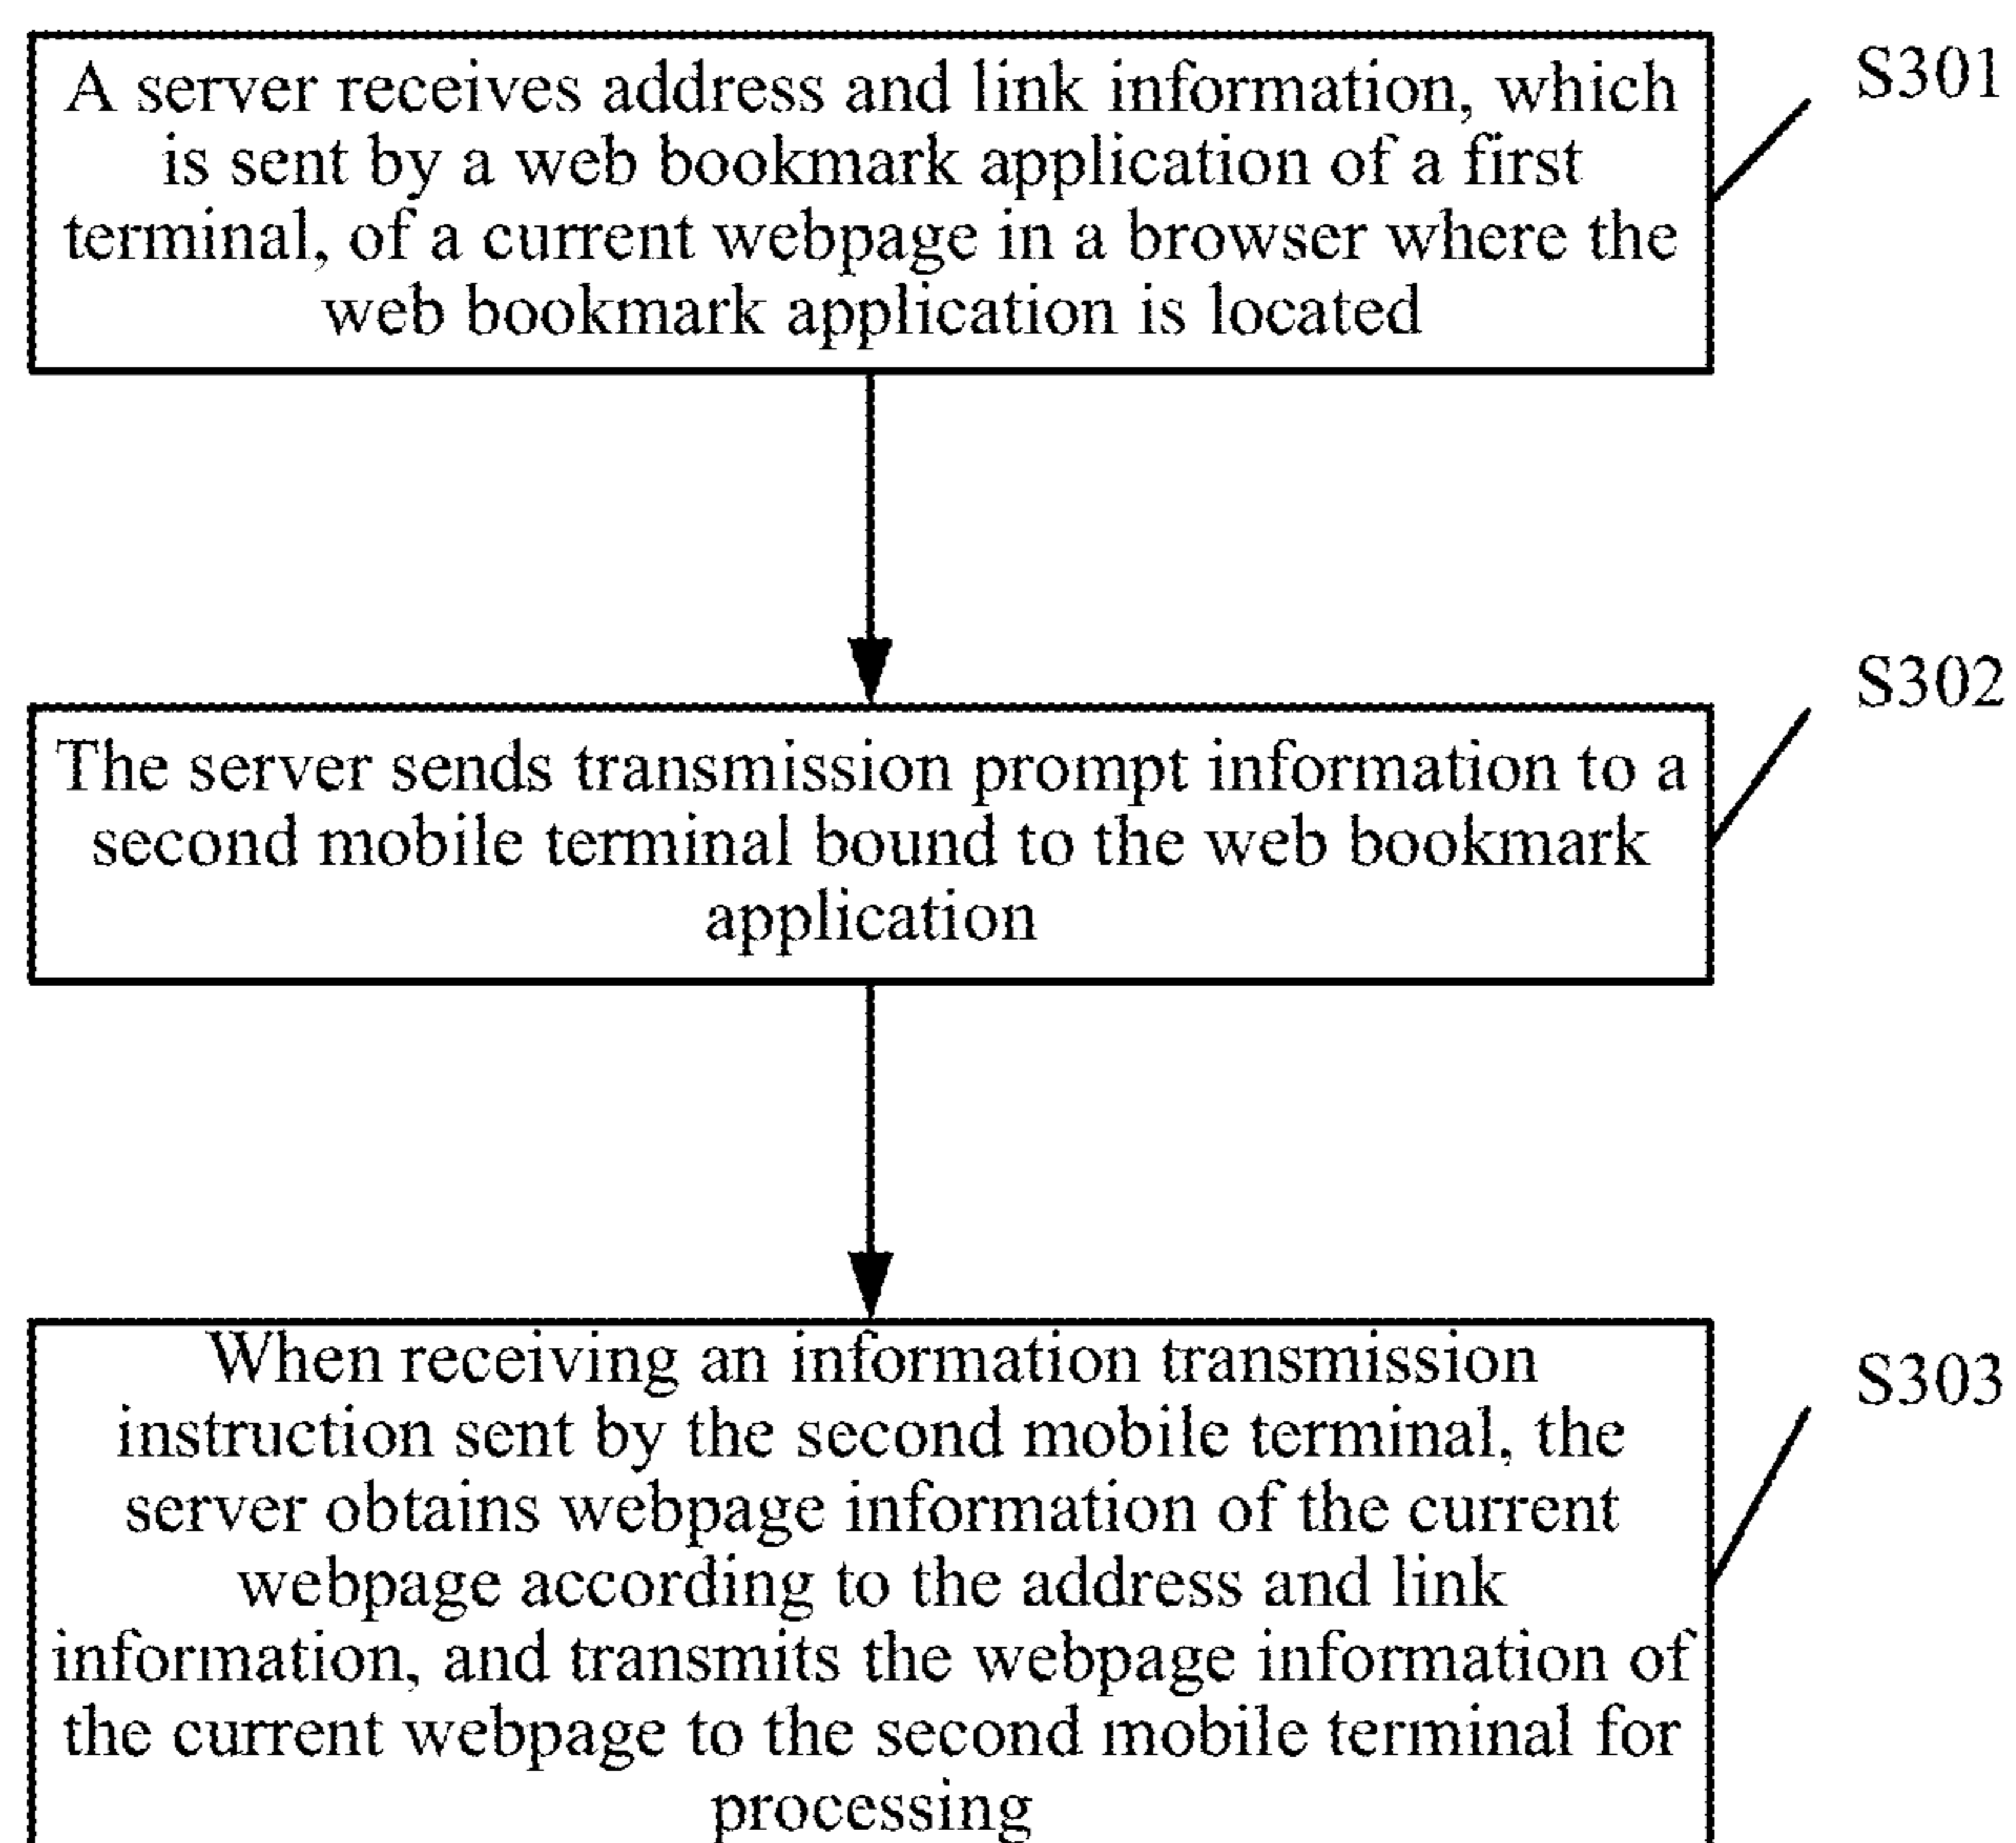 A server receives address and link information, which
is sent by a web bookmark application of a first
terminal, of a current webpage in a browser where the
web bookmark application is located
S301
The server sends transmission prompt information to a
second mobile terminal bound to the web bookmark
application
S302
When receiving an information transmission
instruction sent by the second mobile terminal, the
server obtains webpage information of the current
webpage according to the address and link
information, and transmits the webpage information of
the current webpage to the second mobile terminal for
processing
S303